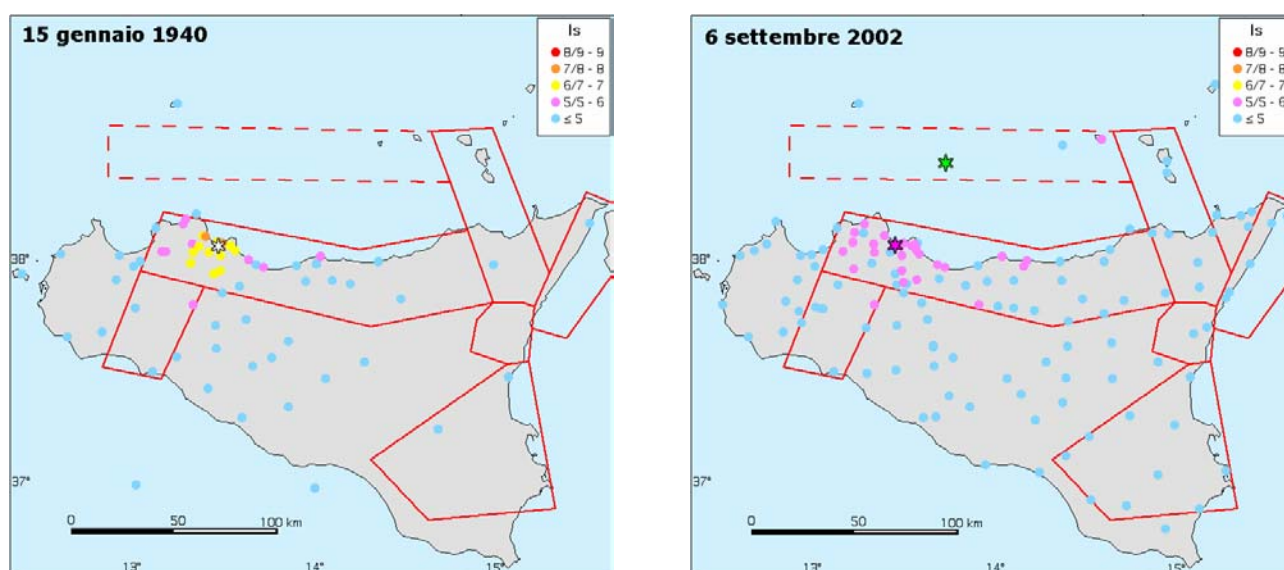 15 gennaio 1940
Is
8/9 - 9
7/8 - 8
6/7 - 7
5/5 - 6
≤ 5
38°
37°
0 50 100 km
13° 14° 15°
6 settembre 2002
Is
8/9 - 9
7/8 - 8
6/7 - 7
5/5 - 6
≤ 5
38°
37°
0 50 100 km
13° 14° 15°